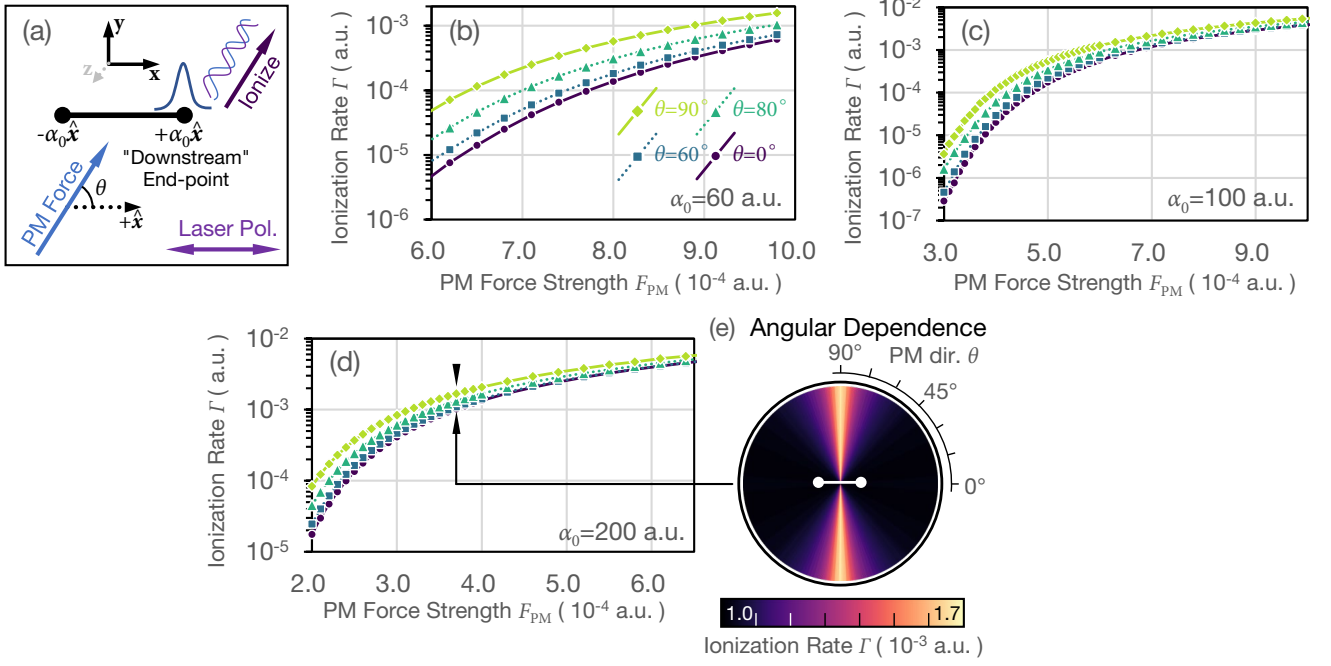 (a)
y
x
z
Ionize
-α₀x̂
+α₀x̂
"Downstream"
End-point
PM Force
θ
+x̂
Laser Pol.
(b)
Ionization Rate Γ ( a.u. )
10⁻³
10⁻⁴
10⁻⁵
10⁻⁶
θ=90°
θ=80°
θ=60°
θ=0°
α₀=60 a.u.
6.0 7.0 8.0 9.0 10.0
PM Force Strength F_PM ( 10⁻⁴ a.u. )
(c)
Ionization Rate Γ ( a.u. )
10⁻²
10⁻³
10⁻⁴
10⁻⁵
10⁻⁶
10⁻⁷
α₀=100 a.u.
3.0 5.0 7.0 9.0
PM Force Strength F_PM ( 10⁻⁴ a.u. )
(d)
Ionization Rate Γ ( a.u. )
10⁻²
10⁻³
10⁻⁴
10⁻⁵
α₀=200 a.u.
2.0 3.0 4.0 5.0 6.0
PM Force Strength F_PM ( 10⁻⁴ a.u. )
(e) Angular Dependence
90° PM dir. θ
45°
0°
1.0 1.7
Ionization Rate Γ ( 10⁻³ a.u. )